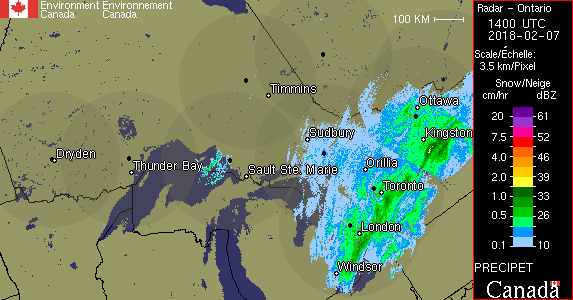 Environment Environnement
Canada Canada
100 KM
Radar - Ontario
1400 UTC
2018-02-07
Scale/Échelle:
3.5 km/Pixel
Snow/Neige
cm/hr dBZ
20 61
7.5 52
4.0 46
2.0 39
1.0 33
0.5 26
0.1 10
PRECIPET
Canada
Timmins
Ottawa
Sudbury
Kingston
Dryden
Thunder Bay
Sault Ste. Marie
Orillia
Toronto
London
Windsor